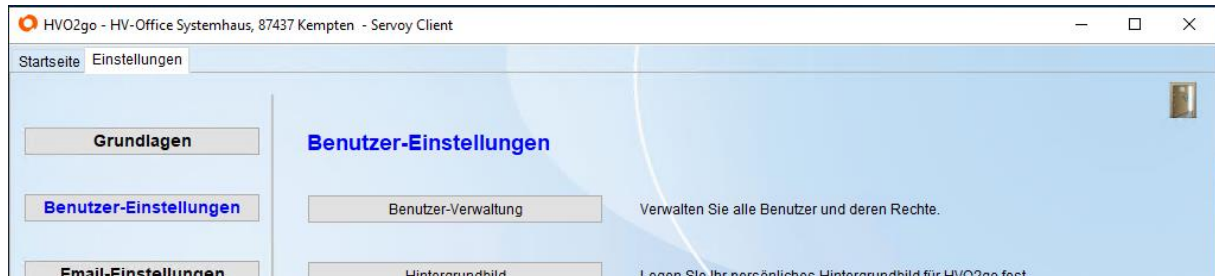 HVO2go - HV-Office Systemhaus, 87437 Kempten - Servoy Client
Startseite Einstellungen
Grundlagen
Benutzer-Einstellungen
Benutzer-Einstellungen
Benutzer-Verwaltung
Verwalten Sie alle Benutzer und deren Rechte.
Email-Einstellungen
Hintergrundbild
Legen Sie Ihr persönliches Hintergrundbild für HVO2go fest.